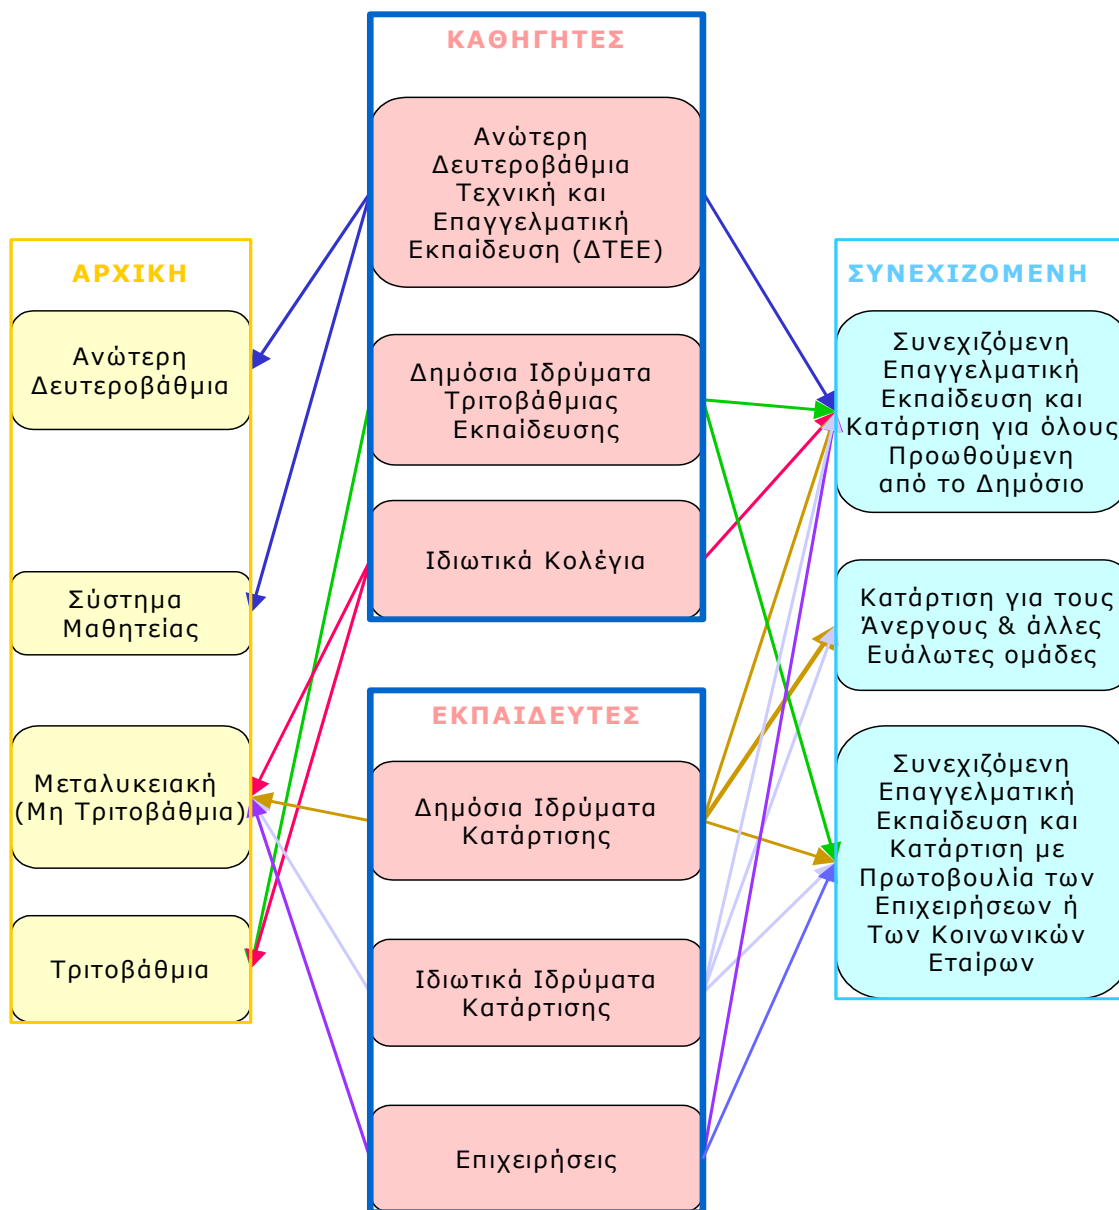 ΚΑΘΗΓΗΤΕΣ
Ανώτερη
Δευτεροβάθμια
Τεχνική και
Επαγγελματική
Εκπαίδευση (ΔΤΕΕ)
Δημόσια Ιδρύματα
Τριτοβάθμιας
Εκπαίδευσης
Ιδιωτικά Κολέγια
ΑΡΧΙΚΗ
Ανώτερη
Δευτεροβάθμια
Σύστημα
Μαθητείας
Μεταλυκειακή
(Μη Τριτοβάθμια)
Τριτοβάθμια
ΕΚΠΑΙΔΕΥΤΕΣ
Δημόσια Ιδρύματα
Κατάρτισης
Ιδιωτικά Ιδρύματα
Κατάρτισης
Επιχειρήσεις
ΣΥΝΕΧΙΖΟΜΕΝΗ
Συνεχιζόμενη
Επαγγελματική
Εκπαίδευση και
Κατάρτιση για όλους
Προωθούμενη
από το Δημόσιο
Κατάρτιση για τους
Άνεργους & άλλες
Ευάλωτες ομάδες
Συνεχιζόμενη
Επαγγελματική
Εκπαίδευση και
Κατάρτιση με
Πρωτοβουλία των
Επιχειρήσεων ή
Των Κοινωνικών
Εταίρων